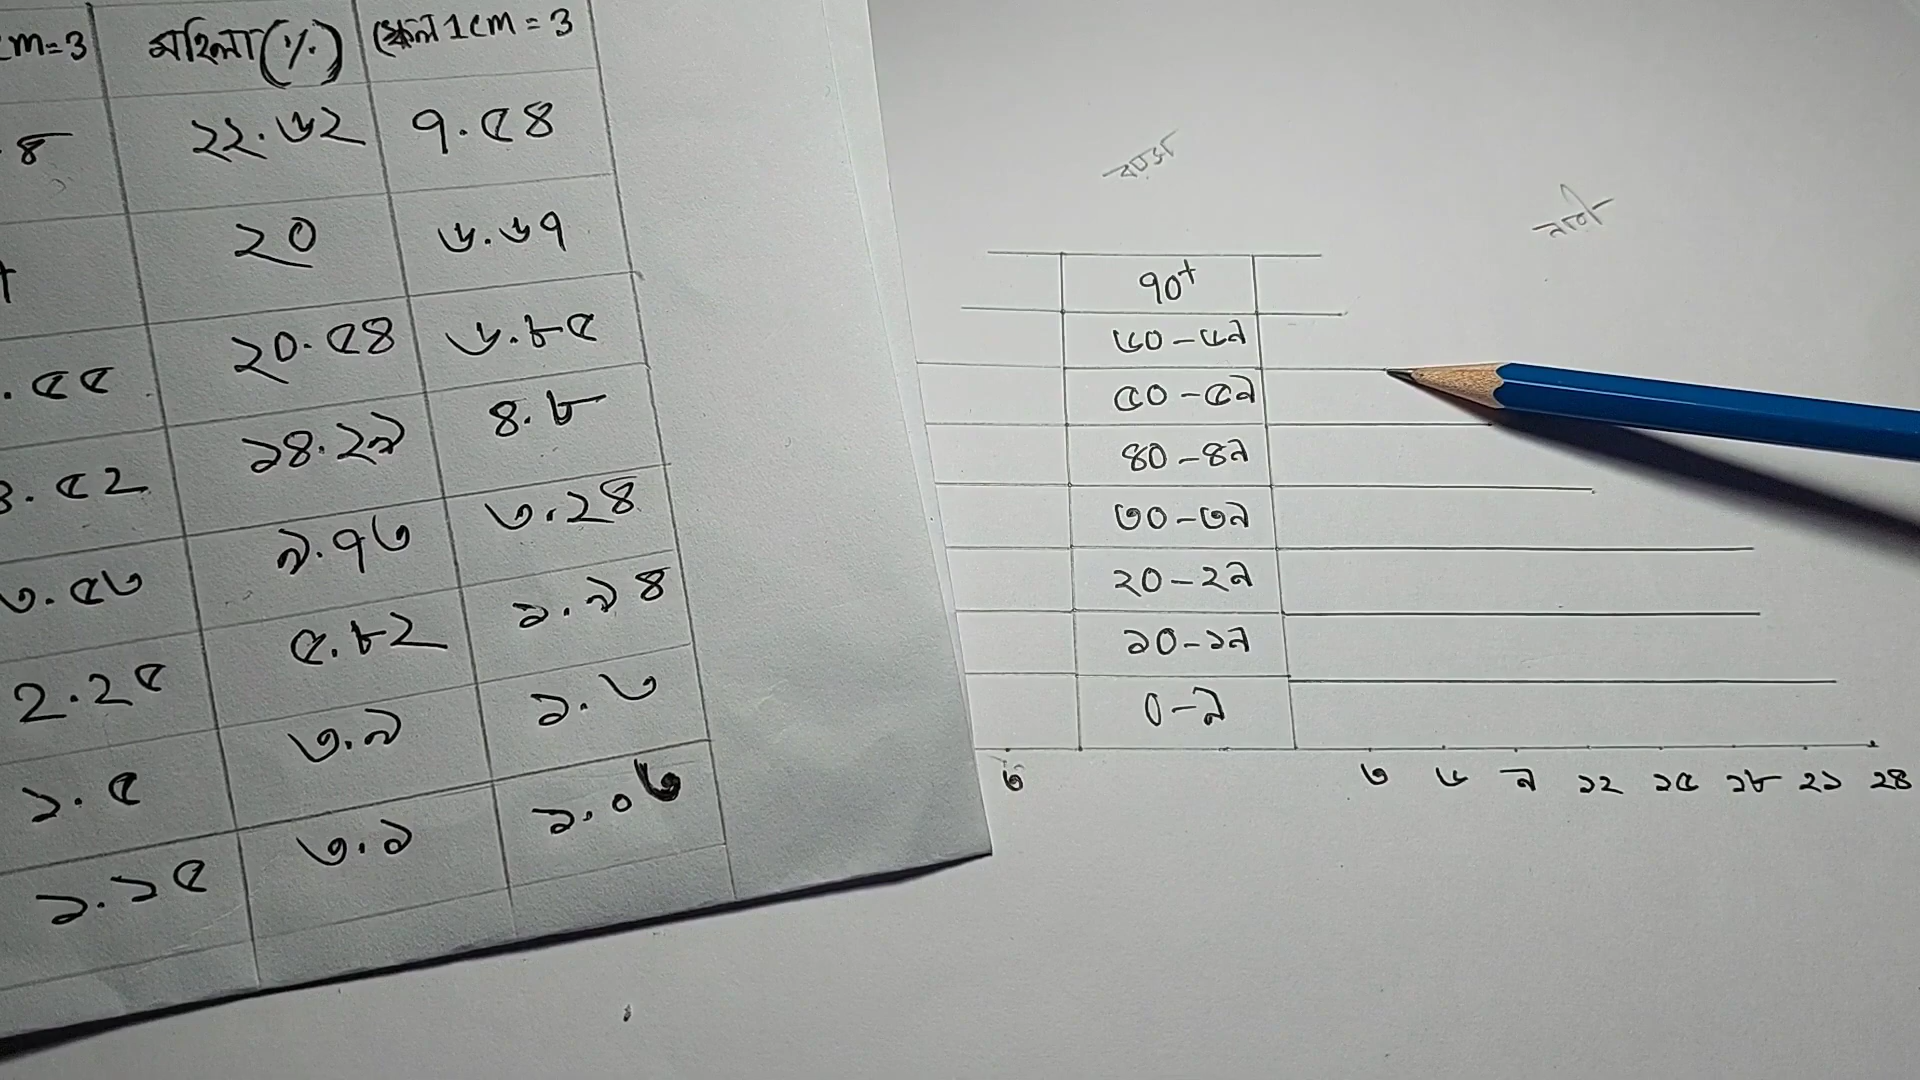 cm=3 মহিলা (%) স্কেল 1cm = 3
.৪ ২২.৬২ ৭.৫৪
২০ ৬.৬৭
.৫৫ ২০.৫৪ ৬.৮৫
৪.৫২ ১৪.২৯ ৪.৮
৩.৫৬ ৯.৭৩ ৩.২৪
২.২৫ ৫.৮২ ১.৯৪
১.৫ ৩.৯ ১.৩
১.১৫ ৩.১ ১.০৩
বয়স
নারী
৭০+
৬০-৬৯
৫০-৫৯
৪০-৪৯
৩০-৩৯
২০-২৯
১০-১৯
০-৯
৩ ৩ ৬ ৯ ১২ ১৫ ১৮ ২১ ২৪